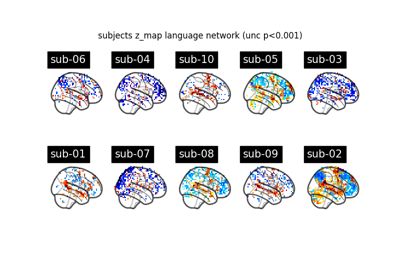 subjects z_map language network (unc p<0.001)
sub-06 sub-04 sub-10 sub-05 sub-03
sub-01 sub-07 sub-08 sub-09 sub-02